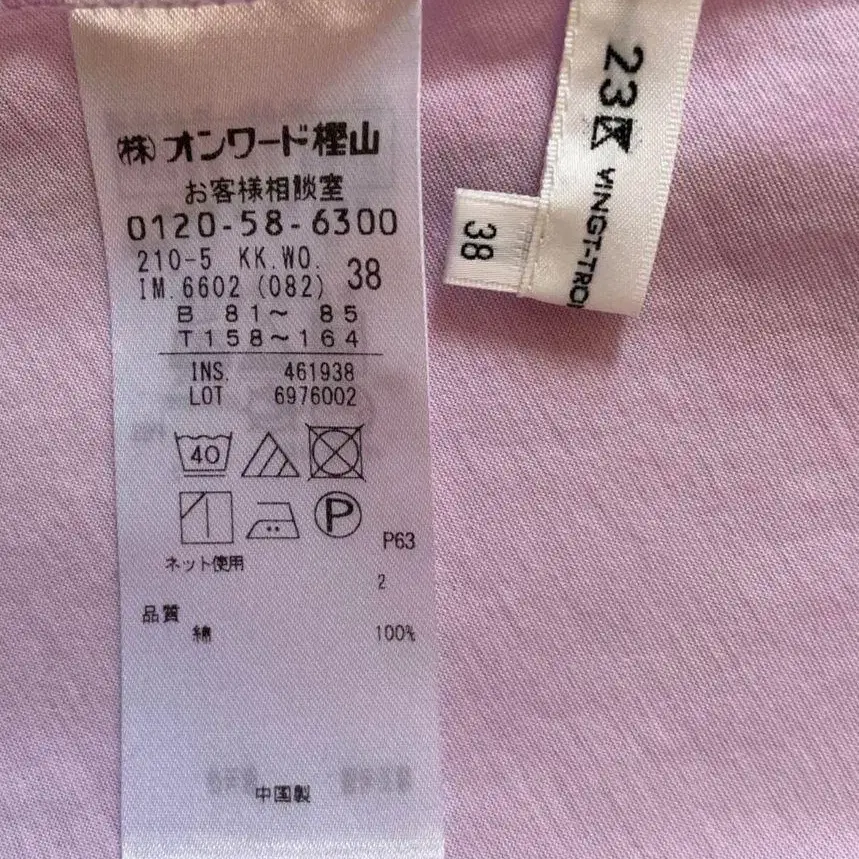 (株)オンワード樫山
お客様相談室
0120-58-6300
210-5 KK.WO.
IM.6602 (082) 38
B 81〜 85
T158〜164
INS. 461938
LOT 6976002
40
P
P63
ネット使用
2
品質
綿 100%
中国製
23区
38